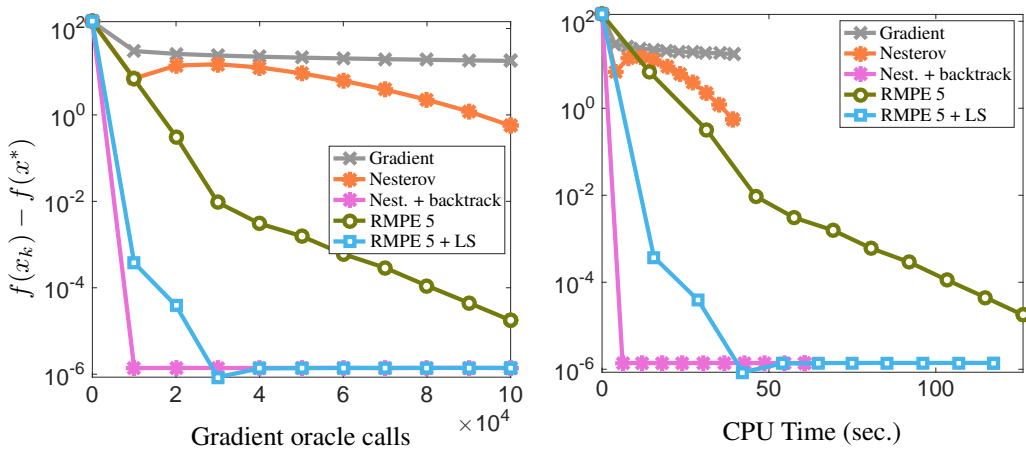 f(x_k) − f(x*)
10^2
10^0
10^-2
10^-4
10^-6
0
2
4
6
8
10
×10^4
Gradient oracle calls
Gradient
Nesterov
Nest. + backtrack
RMPE 5
RMPE 5 + LS
10^2
10^0
10^-2
10^-4
10^-6
0
50
100
CPU Time (sec.)
Gradient
Nesterov
Nest. + backtrack
RMPE 5
RMPE 5 + LS